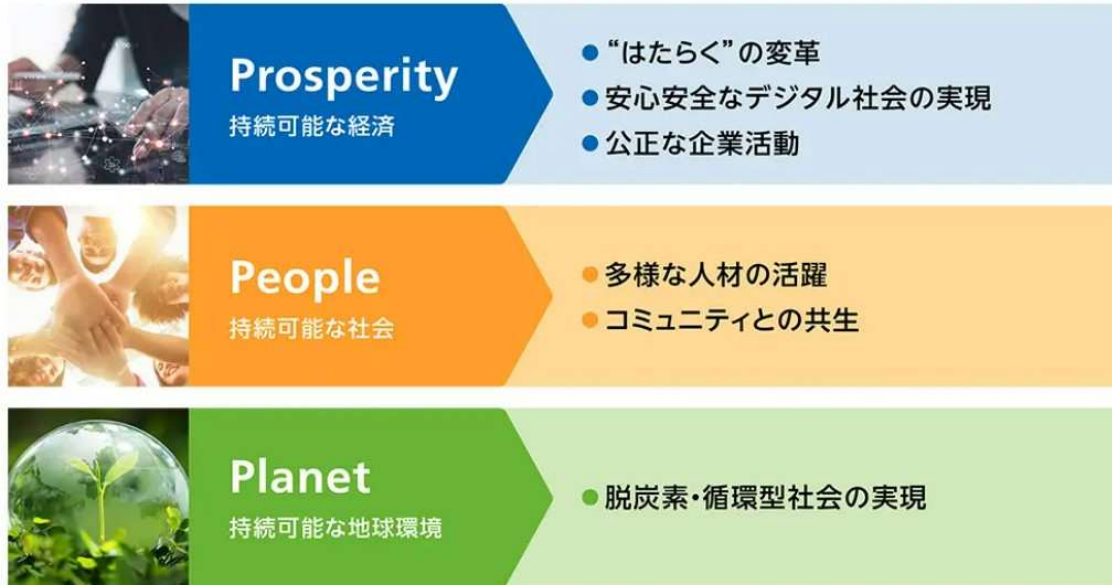 Prosperity
持続可能な経済
●“はたらく”の変革
●安心安全なデジタル社会の実現
●公正な企業活動
People
持続可能な社会
●多様な人材の活躍
●コミュニティとの共生
Planet
持続可能な地球環境
●脱炭素・循環型社会の実現